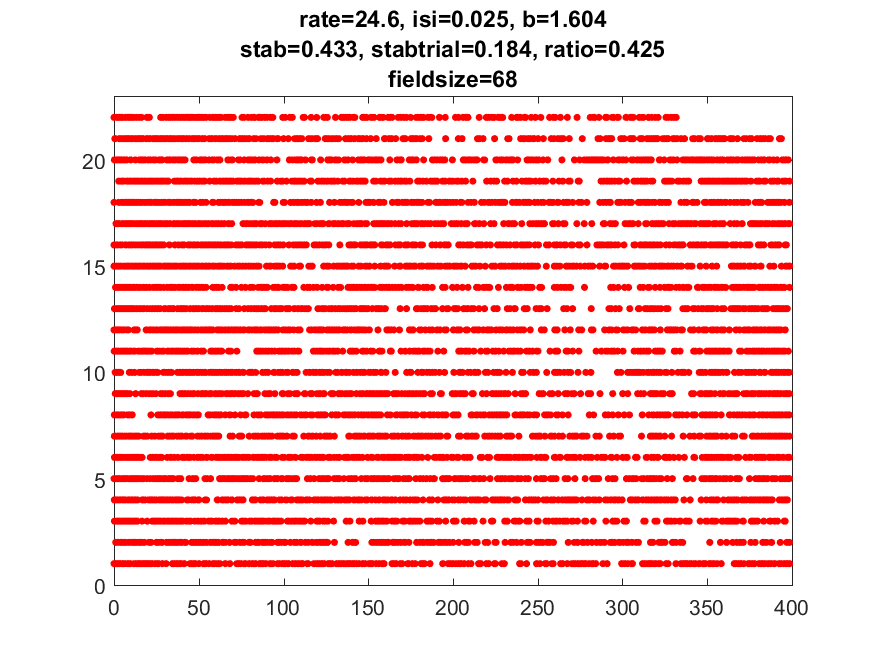 rate=24.6, isi=0.025, b=1.604
stab=0.433, stabtrial=0.184, ratio=0.425
fieldsize=68
20
15
10
5
0
0 50 100 150 200 250 300 350 400